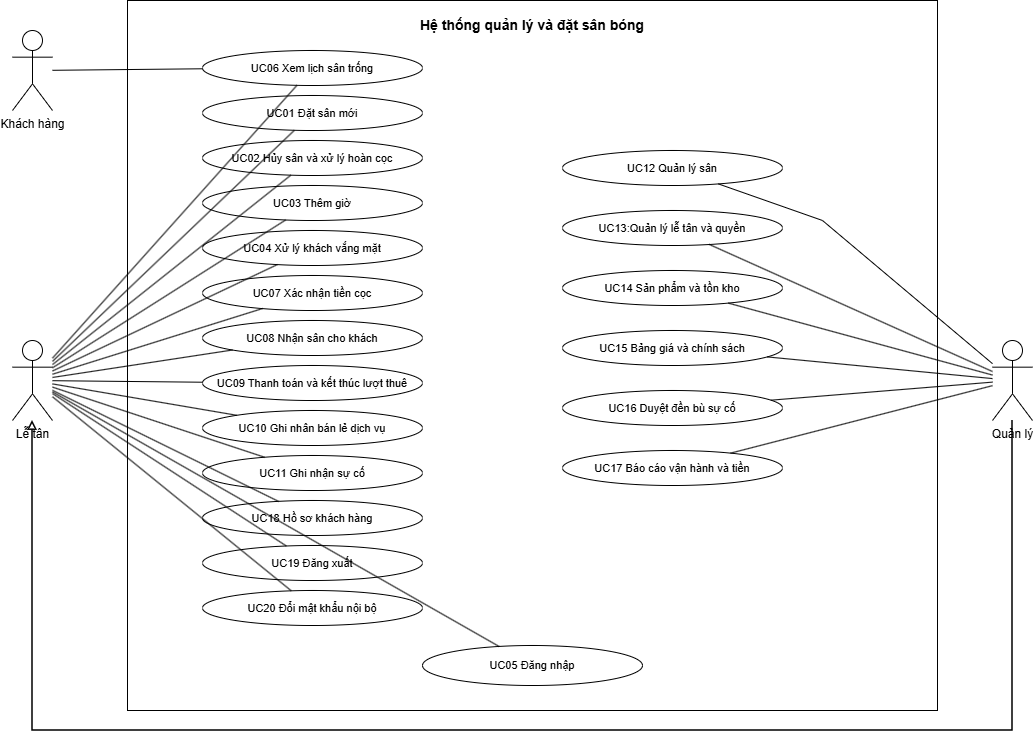 Hệ thống quản lý và đặt sân bóng
Khách hàng
UC06 Xem lịch sân trống
UC01 Đặt sân mới
UC02 Hủy sân và xử lý hoàn cọc
UC03 Thêm giờ
UC04 Xử lý khách vắng mặt
UC07 Xác nhận tiền cọc
UC08 Nhận sân cho khách
UC09 Thanh toán và kết thúc lượt thuê
UC10 Ghi nhân bán lẻ dịch vụ
UC11 Ghi nhận sự cố
UC18 Hồ sơ khách hàng
UC19 Đăng xuất
UC20 Đổi mật khẩu nội bộ
UC05 Đăng nhập
Lễ tân
UC12 Quản lý sân
UC13:Quản lý lễ tân và quyền
UC14 Sản phẩm và tồn kho
UC15 Bảng giá và chính sách
UC16 Duyệt đền bù sự cố
UC17 Báo cáo vận hành và tiền
Quản lý